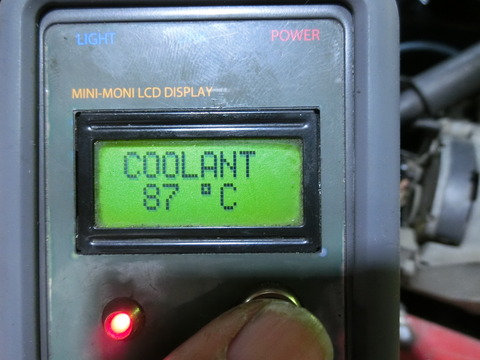 LIGHT POWER
MINI-MONI LCD DISPLAY
COOLANT
87 °C